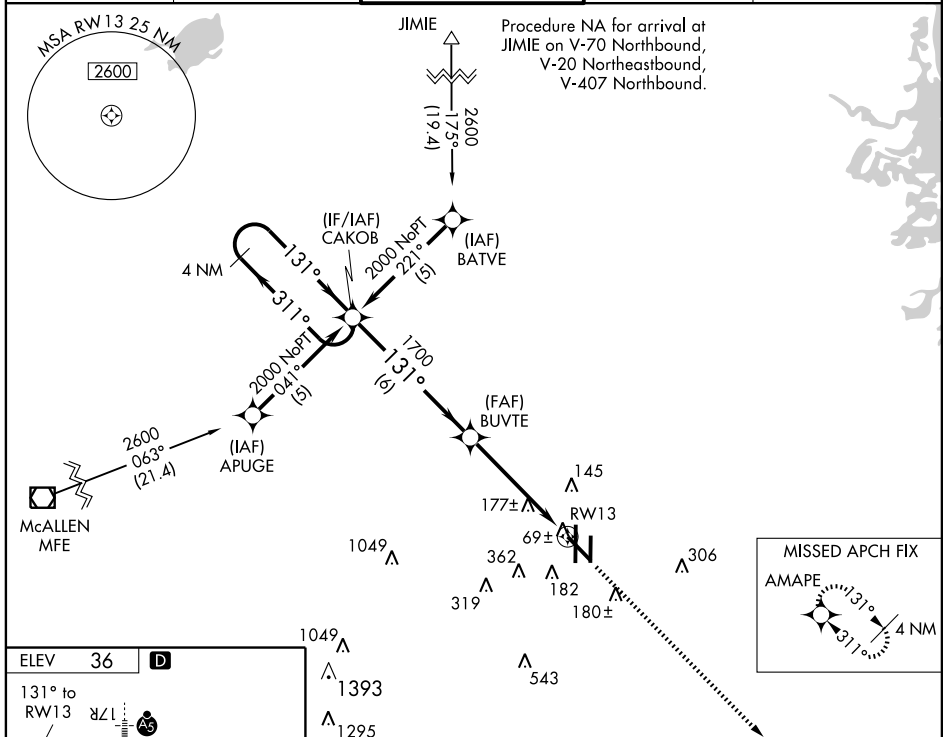 MSA RW13 25 NM
2600
JIMIE
Procedure NA for arrival at
JIMIE on V-70 Northbound,
V-20 Northeastbound,
V-407 Northbound.
2600
175°
(19.4)
(IF/IAF)
CAKOB
2000 NoPT
221°
(5)
(IAF)
BATVE
4 NM
131°
311°
2000 NoPT
041°
(5)
1700
131°
(6)
(FAF)
BUVTE
(IAF)
APUGE
2600
063°
(21.4)
McALLEN
MFE
145
177±
RW13
69±
1049
362
182
306
319
180±
MISSED APCH FIX
AMAPE
131°
311°
4 NM
1049
1393
543
1295
ELEV 36 D
131° to
RW13
17R
A5